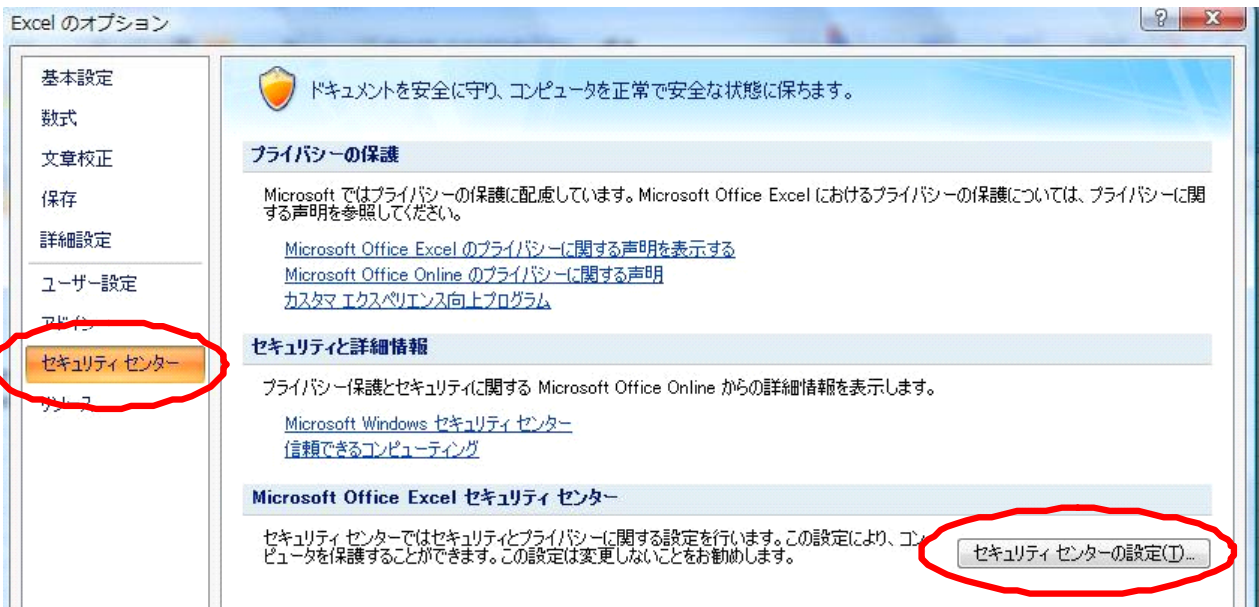 Excel のオプション
基本設定
数式
文章校正
保存
詳細設定
ユーザー設定
アドイン
セキュリティ センター
リソース
ドキュメントを安全に守り、コンピュータを正常で安全な状態に保ちます。
プライバシーの保護
Microsoft ではプライバシーの保護に配慮しています。Microsoft Office Excel におけるプライバシーの保護については、プライバシーに関
する声明を参照してください。
Microsoft Office Excel のプライバシーに関する声明を表示する
Microsoft Office Online のプライバシーに関する声明
カスタマ エクスペリエンス向上プログラム
セキュリティと詳細情報
プライバシー保護とセキュリティに関する Microsoft Office Online からの詳細情報を表示します。
Microsoft Windows セキュリティ センター
信頼できるコンピューティング
Microsoft Office Excel セキュリティ センター
セキュリティ センターではセキュリティとプライバシーに関する設定を行います。この設定により、コン
ピュータを保護することができます。この設定は変更しないことをお勧めします。
セキュリティ センターの設定(T)...